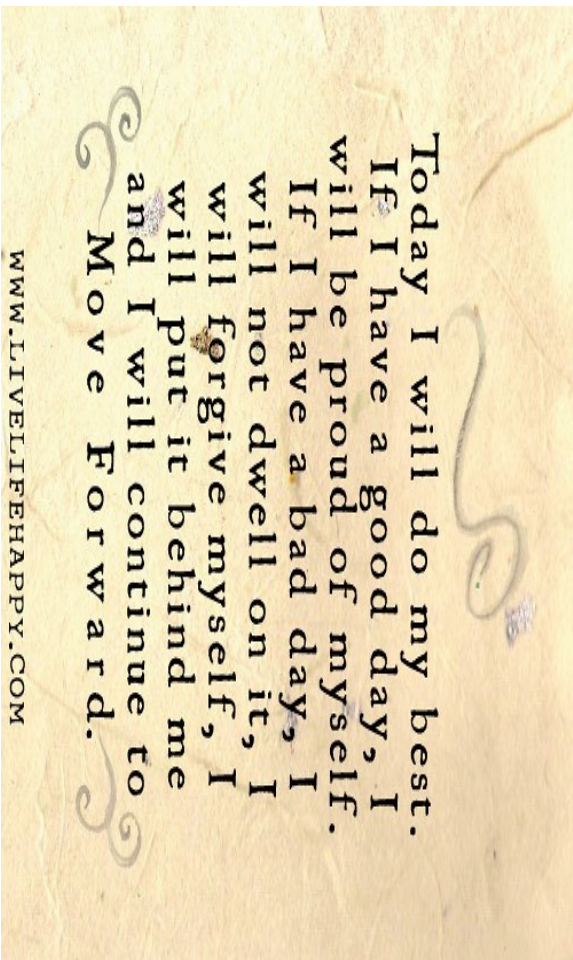 Today I will do my best.
If I have a good day, I
will be proud of myself.
If I have a bad day, I
will not dwell on it, I
will forgive myself, I
will put it behind me
and I will continue to
Move Forward.
WWW.LIVELIFEHAPPY.COM